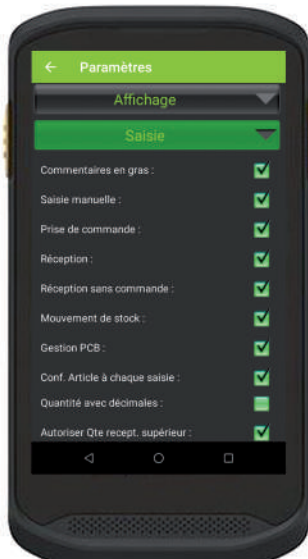 Paramètres
Affichage
Saisie
Commentaires en gras :
Saisie manuelle :
Prise de commande :
Réception :
Réception sans commande :
Mouvement de stock :
Gestion PCB :
Conf. Article à chaque saisie :
Quantité avec décimales :
Autoriser Qte recept. supérieur :